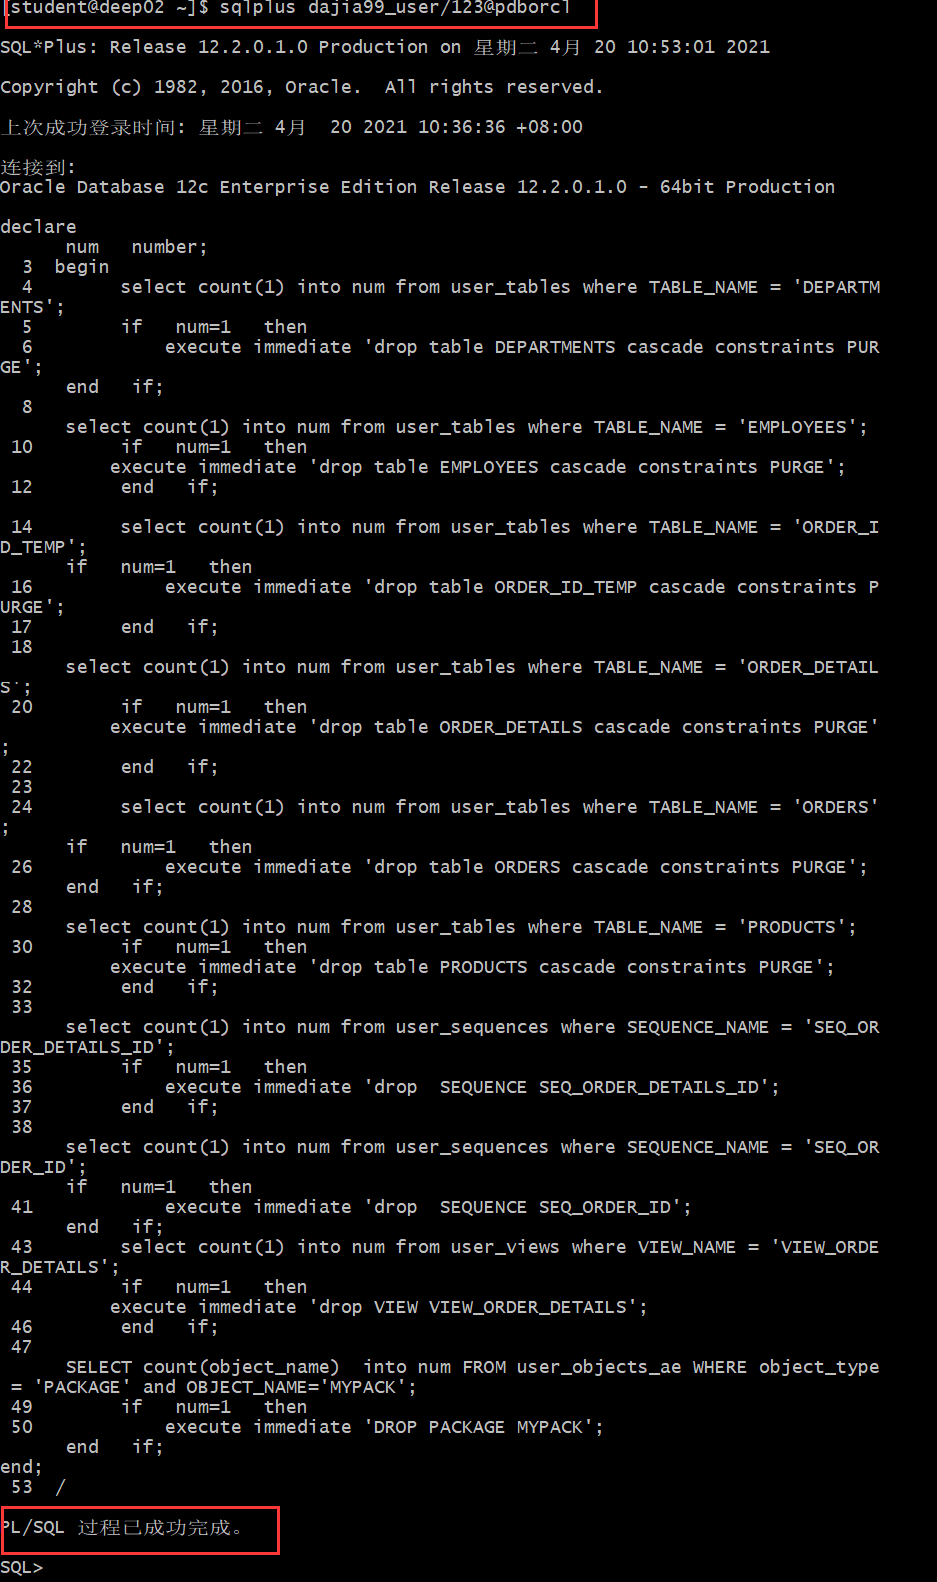 [student@deep02 ~]$ sqlplus dajia99_user/123@pdborcl
SQL*Plus: Release 12.2.0.1.0 Production on 星期二 4月 20 10:53:01 2021
Copyright (c) 1982, 2016, Oracle.  All rights reserved.
上次成功登录时间: 星期二 4月  20 2021 10:36:36 +08:00
连接到:
Oracle Database 12c Enterprise Edition Release 12.2.0.1.0 - 64bit Production
declare
      num   number;
  3  begin
  4        select count(1) into num from user_tables where TABLE_NAME = 'DEPARTM
ENTS';
  5        if   num=1   then
  6            execute immediate 'drop table DEPARTMENTS cascade constraints PUR
GE';
      end   if;
  8
      select count(1) into num from user_tables where TABLE_NAME = 'EMPLOYEES';
 10        if   num=1   then
          execute immediate 'drop table EMPLOYEES cascade constraints PURGE';
 12        end   if;
 14        select count(1) into num from user_tables where TABLE_NAME = 'ORDER_I
D_TEMP';
      if   num=1   then
 16            execute immediate 'drop table ORDER_ID_TEMP cascade constraints P
URGE';
 17        end   if;
 18
      select count(1) into num from user_tables where TABLE_NAME = 'ORDER_DETAIL
S';
 20        if   num=1   then
          execute immediate 'drop table ORDER_DETAILS cascade constraints PURGE'
;
 22        end   if;
 23
 24        select count(1) into num from user_tables where TABLE_NAME = 'ORDERS'
;
      if   num=1   then
 26            execute immediate 'drop table ORDERS cascade constraints PURGE';
      end   if;
 28
      select count(1) into num from user_tables where TABLE_NAME = 'PRODUCTS';
 30        if   num=1   then
          execute immediate 'drop table PRODUCTS cascade constraints PURGE';
 32        end   if;
 33
      select count(1) into num from user_sequences where SEQUENCE_NAME = 'SEQ_OR
DER_DETAILS_ID';
 35        if   num=1   then
 36            execute immediate 'drop  SEQUENCE SEQ_ORDER_DETAILS_ID';
 37        end   if;
 38
      select count(1) into num from user_sequences where SEQUENCE_NAME = 'SEQ_OR
DER_ID';
      if   num=1   then
 41            execute immediate 'drop  SEQUENCE SEQ_ORDER_ID';
      end   if;
 43        select count(1) into num from user_views where VIEW_NAME = 'VIEW_ORDE
R_DETAILS';
 44        if   num=1   then
          execute immediate 'drop VIEW VIEW_ORDER_DETAILS';
 46        end   if;
 47
      SELECT count(object_name)  into num FROM user_objects_ae WHERE object_type
 = 'PACKAGE' and OBJECT_NAME='MYPACK';
 49        if   num=1   then
 50            execute immediate 'DROP PACKAGE MYPACK';
      end   if;
end;
 53  /
PL/SQL 过程已成功完成。
SQL>